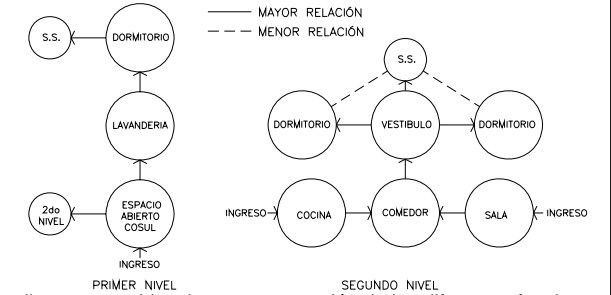 MAYOR RELACIÓN
MENOR RELACIÓN
S.S.
DORMITORIO
LAVANDERIA
2do
NIVEL
ESPACIO
ABIERTO
COSUL
INGRESO
PRIMER NIVEL
S.S.
DORMITORIO
VESTIBULO
DORMITORIO
INGRESO
COCINA
COMEDOR
SALA
INGRESO
SEGUNDO NIVEL